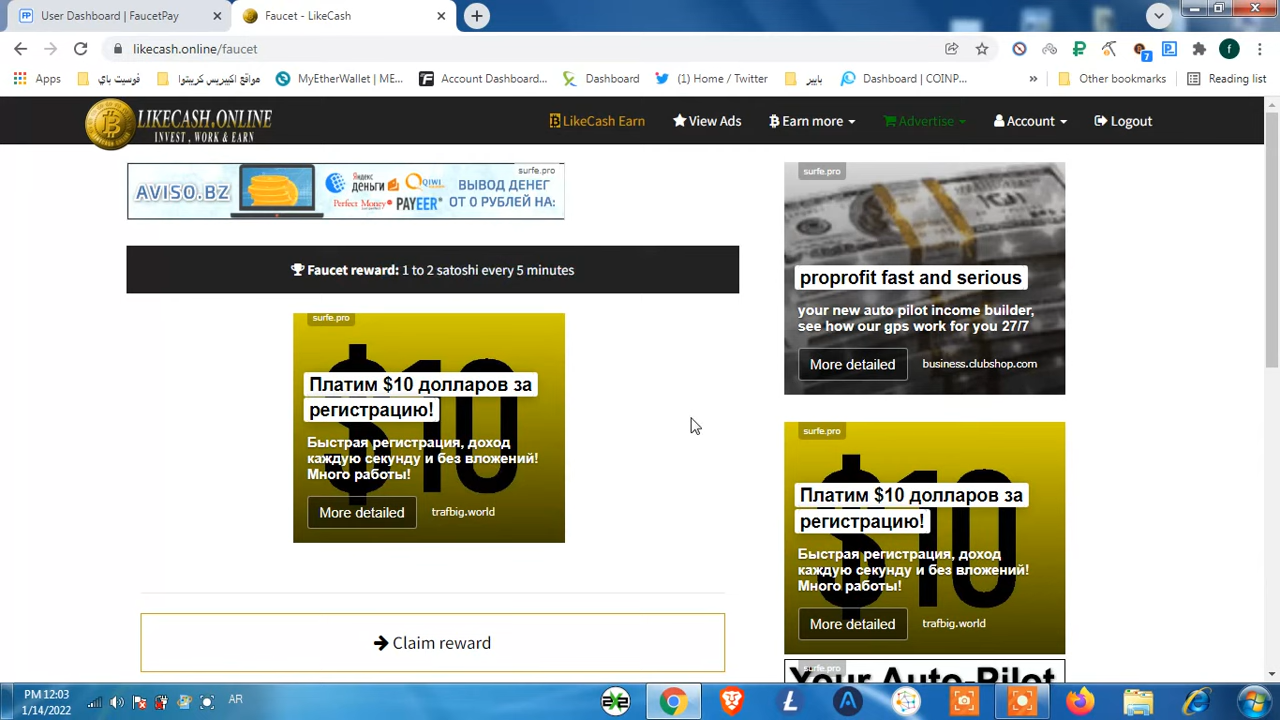 User Dashboard | FaucetPay
Faucet - LikeCash
likecash.online/faucet
7
f
Apps
فوسيت باي
مواقع اكبيريس كريبتوا
MyEtherWallet | ME...
Account Dashboard...
Dashboard
(1) Home / Twitter
بايير
Dashboard | COINP...
»
Other bookmarks
Reading list
LIKECASH.ONLINE
INVEST, WORK & EARN
LikeCash Earn
View Ads
Earn more
Advertise
Account
Logout
surfe.pro
AVISO.BZ
Яндекс деньги
QIWI
Perfect Money
PAYEER
ВЫВОД ДЕНЕГ
ОТ 0 РУБЛЕЙ НА:
Faucet reward: 1 to 2 satoshi every 5 minutes
surfe.pro
$10
Платим $10 долларов за
регистрацию!
Быстрая регистрация, доход
каждую секунду и без вложений!
Много работы!
More detailed
trafbig.world
Claim reward
surfe.pro
proprofit fast and serious
your new auto pilot income builder,
see how our gps work for you 27/7
More detailed
business.clubshop.com
surfe.pro
$10
Платим $10 долларов за
регистрацию!
Быстрая регистрация, доход
каждую секунду и без вложений!
Много работы!
More detailed
trafbig.world
surfe.pro
Your Auto-Pilot
PM 12:03
1/14/2022
AR